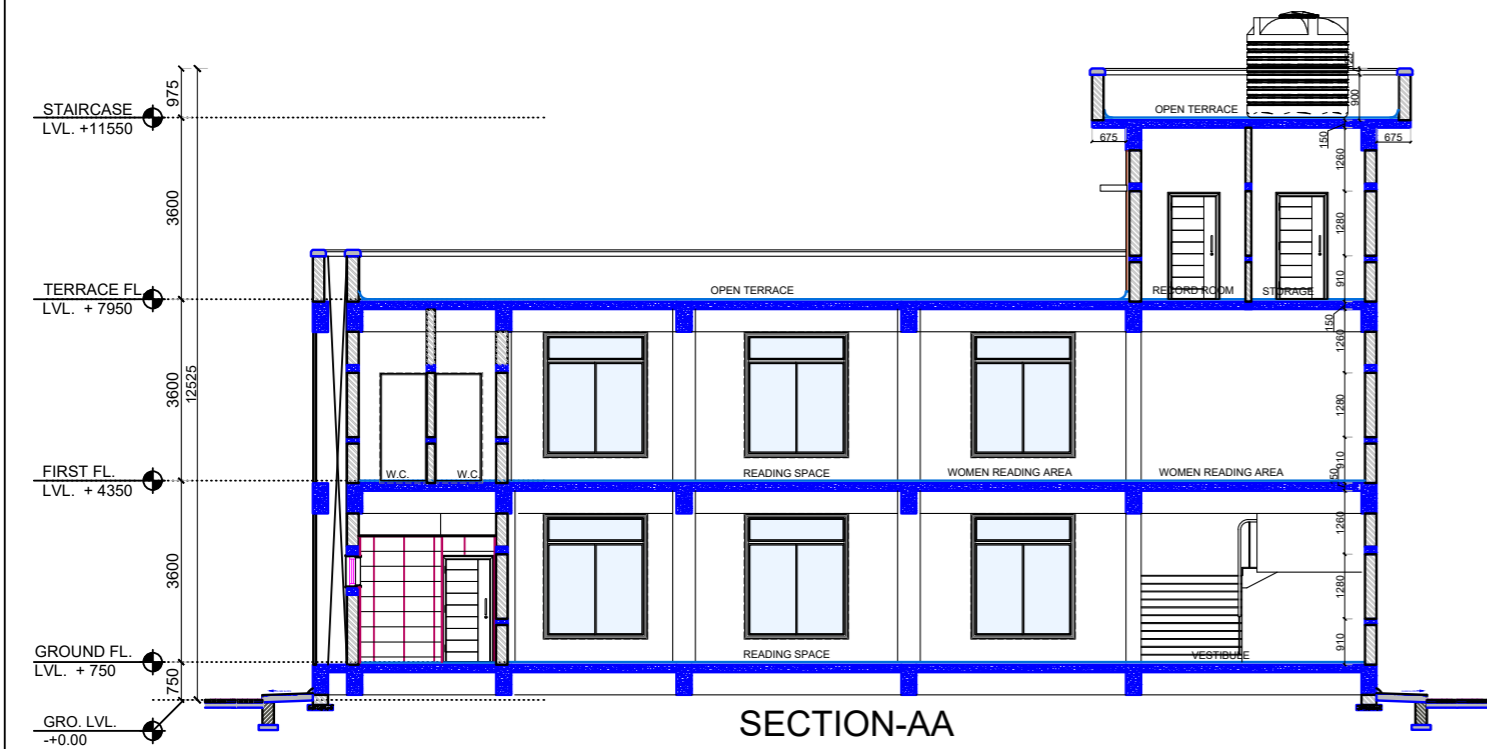 STAIRCASE
LVL. +11550
TERRACE FL
LVL. + 7950
FIRST FL.
LVL. + 4350
GROUND FL.
LVL. + 750
GRO. LVL.
-+0.00
975
3600
3600
3600
750
12525
OPEN TERRACE
900
675
675
150
1260
1280
910
RECORD ROOM
STORAGE
OPEN TERRACE
150
1260
1280
910
W.C.
W.C.
READING SPACE
WOMEN READING AREA
WOMEN READING AREA
1260
1280
910
READING SPACE
VESTIBULE
SECTION-AA